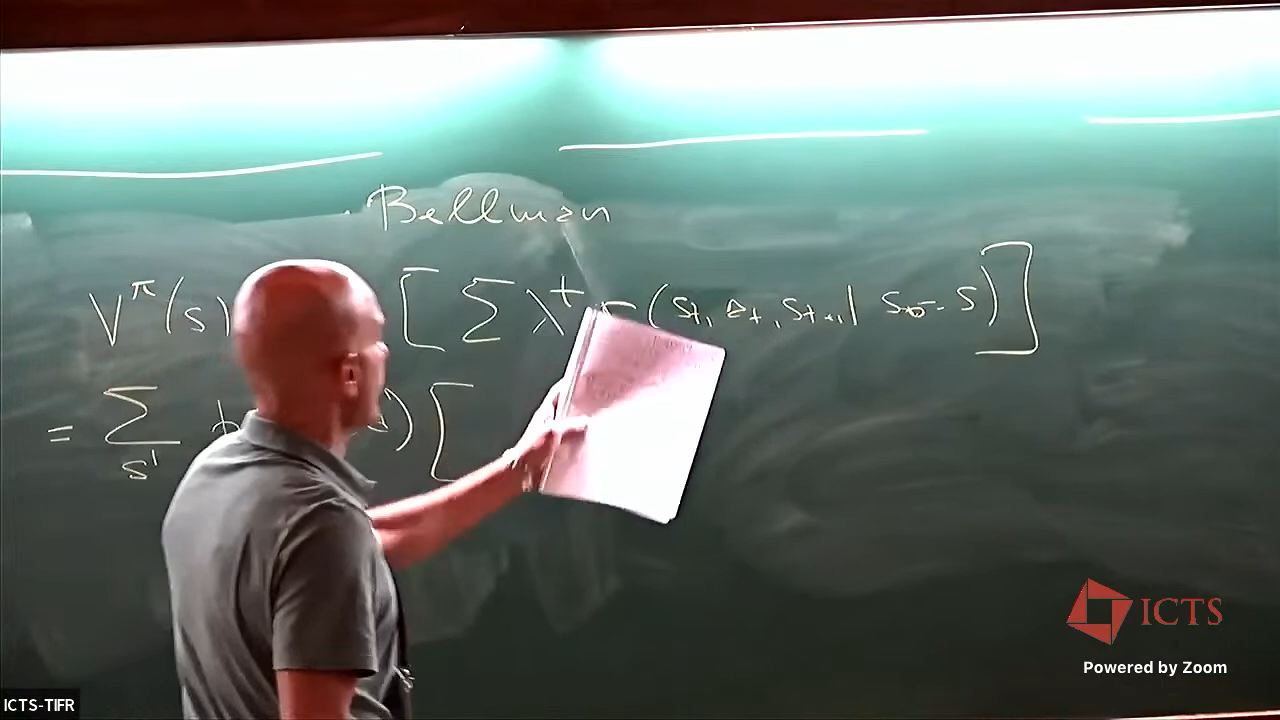 Bellman
V^π(s) [ Σ λ^t r(s_t, a_t, s_{t+1} | s_0 = s) ]
= Σ_{s'} ) [
ICTS
Powered by Zoom
ICTS-TIFR